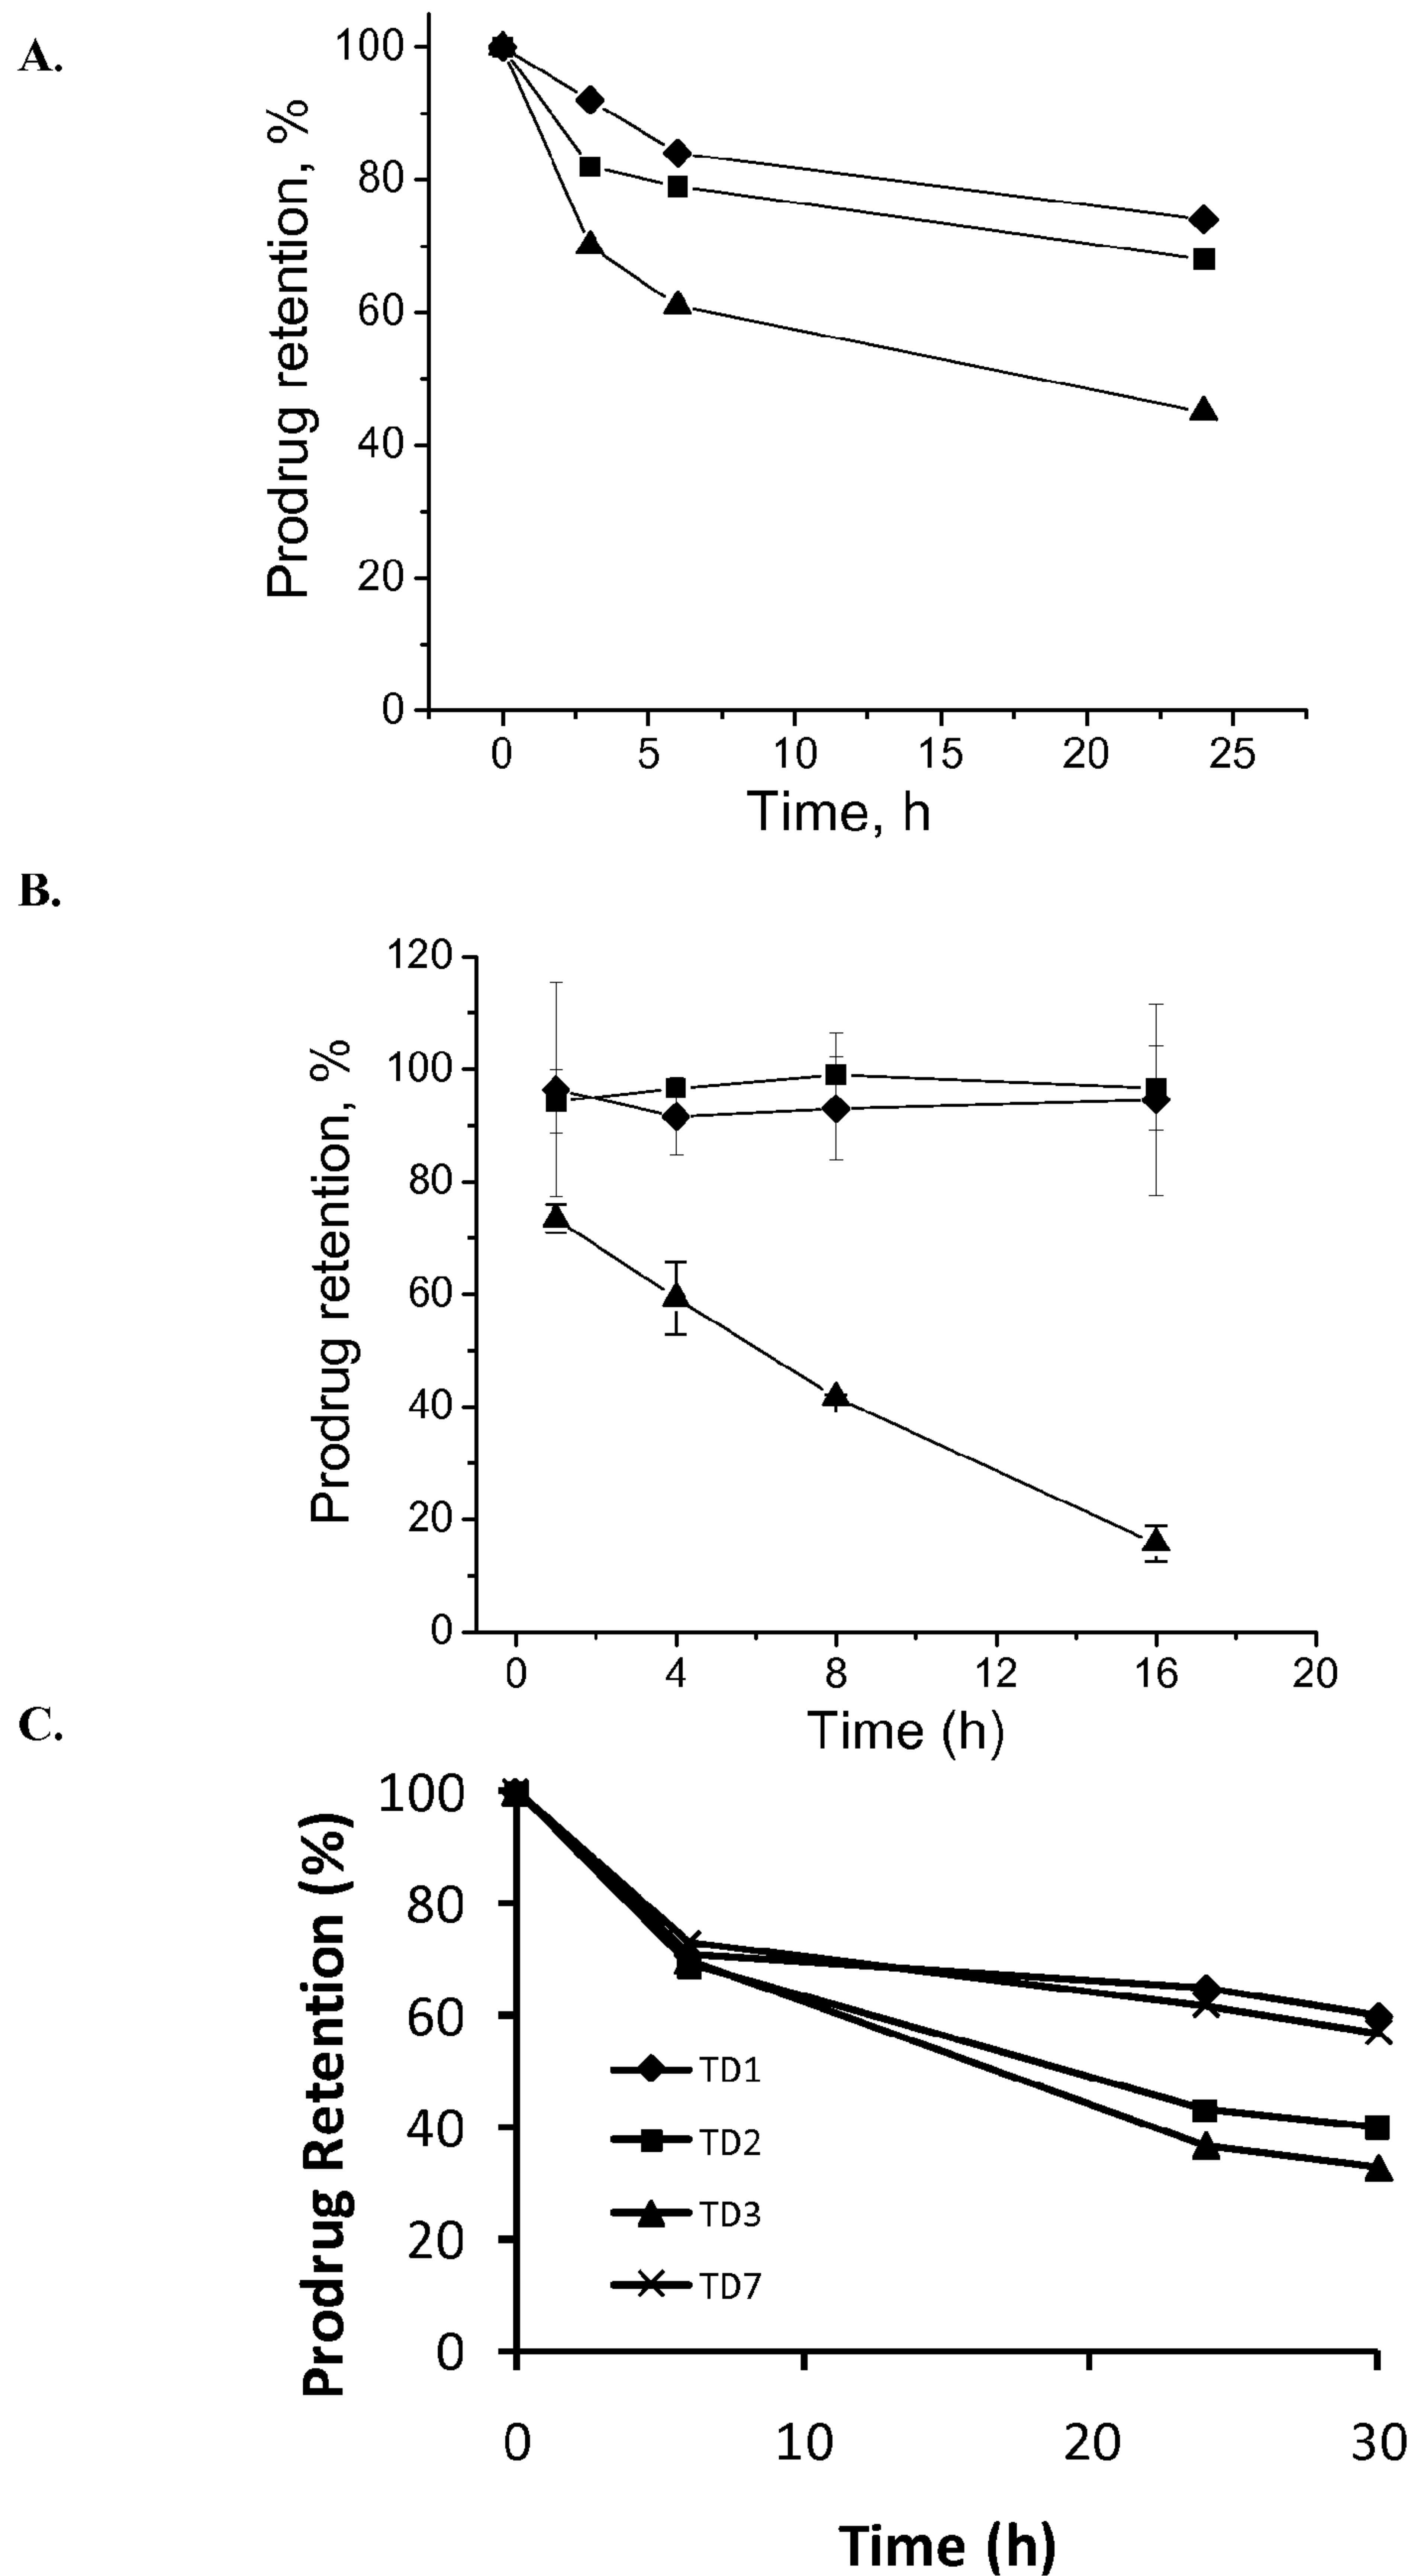 A.
Prodrug retention, %
100
80
60
40
20
0
0 5 10 15 20 25
Time, h
B.
Prodrug retention, %
120
100
80
60
40
20
0
0 4 8 12 16 20
Time (h)
C.
Prodrug Retention (%)
100
80
60
40
20
0
TD1
TD2
TD3
TD7
0 10 20 30
Time (h)